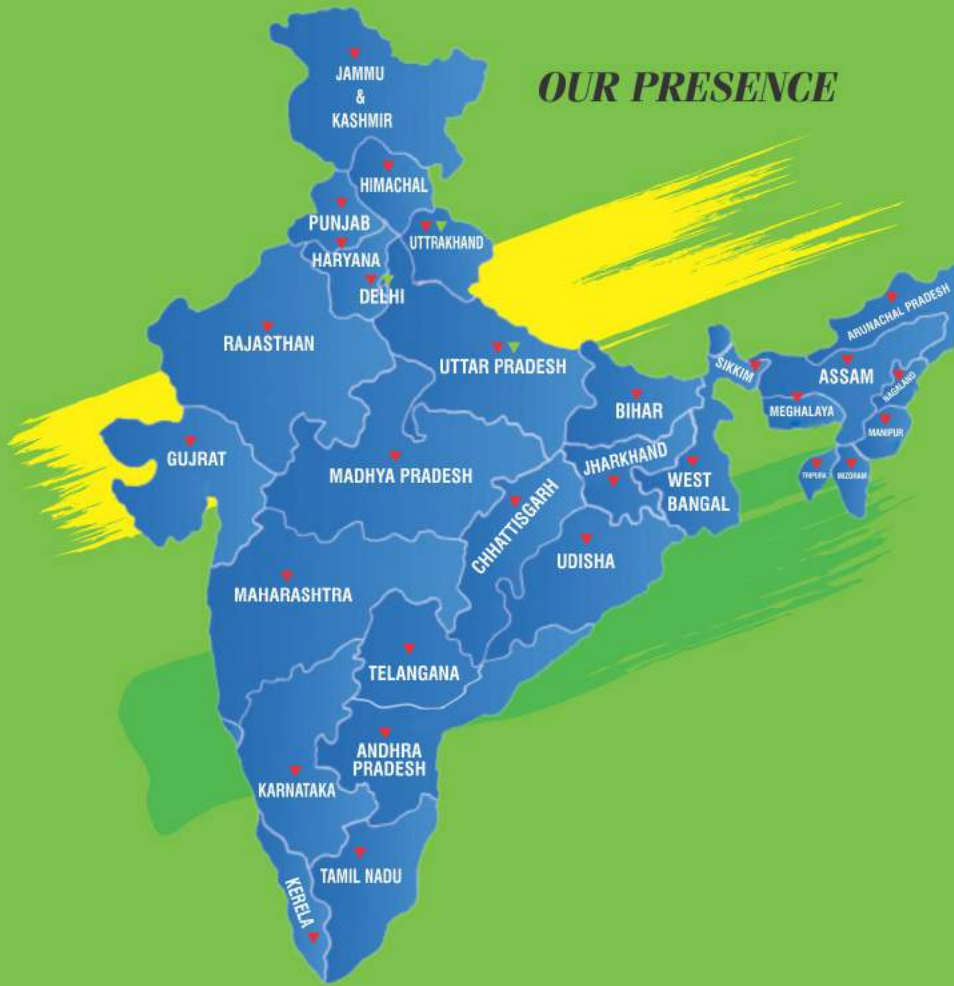 OUR PRESENCE
JAMMU
&
KASHMIR
HIMACHAL
PUNJAB
UTTRAKHAND
HARYANA
DELHI
RAJASTHAN
UTTAR PRADESH
BIHAR
SIKKIM
ARUNACHAL PRADESH
ASSAM
NAGALAND
MEGHALAYA
MANIPUR
TRIPURA
MIZORAM
GUJRAT
MADHYA PRADESH
JHARKHAND
WEST
BANGAL
CHHATTISGARH
UDISHA
MAHARASHTRA
TELANGANA
ANDHRA
PRADESH
KARNATAKA
TAMIL NADU
KERELA